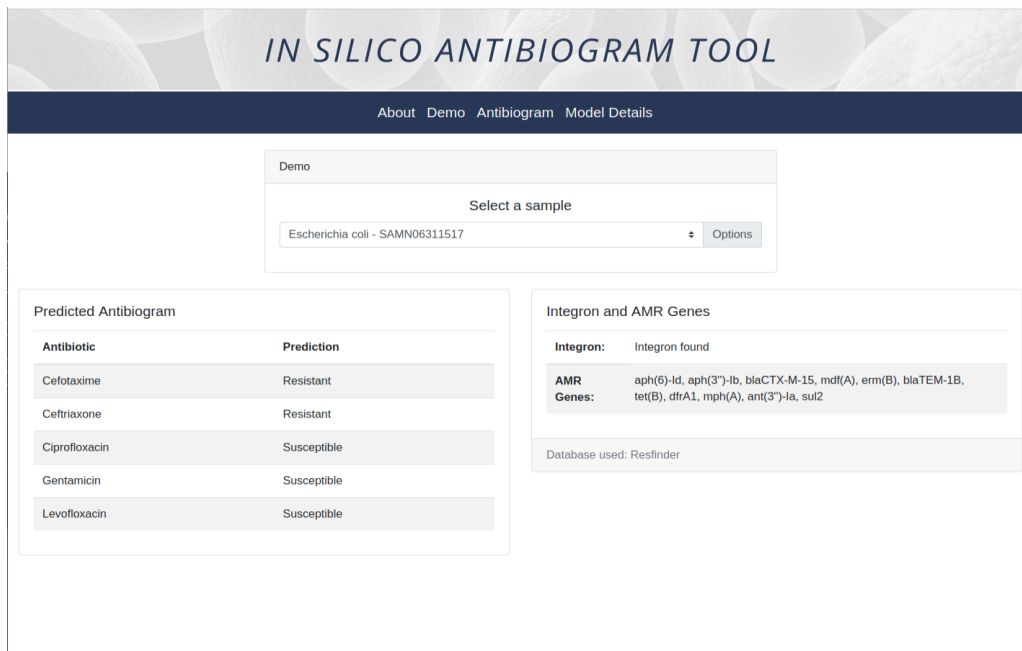 IN SILICO ANTIBIOGRAM TOOL
About Demo Antibiogram Model Details
Demo
Select a sample
Escherichia coli - SAMN06311517 Options
Predicted Antibiogram
Antibiotic Prediction
Cefotaxime Resistant
Ceftriaxone Resistant
Ciprofloxacin Susceptible
Gentamicin Susceptible
Levofloxacin Susceptible
Integron and AMR Genes
Integron: Integron found
AMR Genes: aph(6)-Id, aph(3")-Ib, blaCTX-M-15, mdf(A), erm(B), blaTEM-1B,
tet(B), dfrA1, mph(A), ant(3")-Ia, sul2
Database used: Resfinder